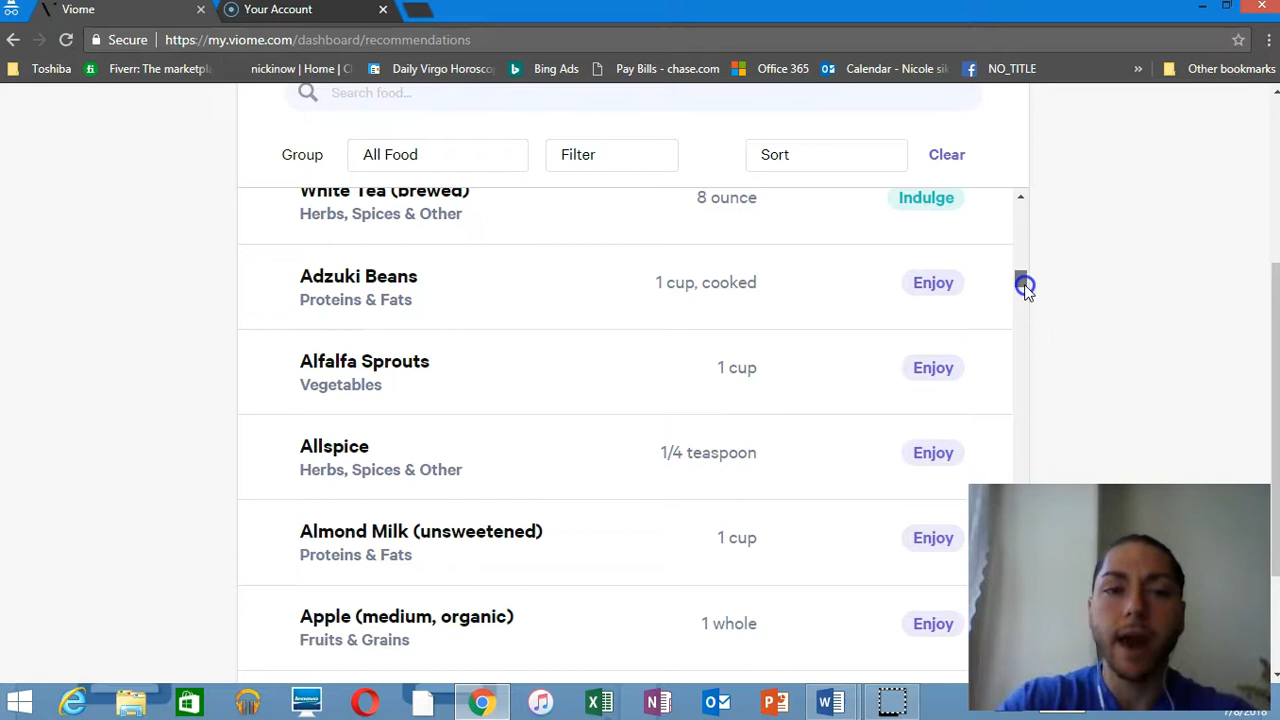 Viome
Your Account
Secure
https://my.viome.com/dashboard/recommendations
Toshiba
Fiverr: The marketpl
nickinow | Home | C
Daily Virgo Horosco
Bing Ads
Pay Bills - chase.com
Office 365
Calendar - Nicole sil
NO_TITLE
»
Other bookmarks
Search food...
Group
All Food
Filter
Sort
Clear
White Tea (brewed)
Herbs, Spices & Other
8 ounce
Indulge
Adzuki Beans
Proteins & Fats
1 cup, cooked
Enjoy
Alfalfa Sprouts
Vegetables
1 cup
Enjoy
Allspice
Herbs, Spices & Other
1/4 teaspoon
Enjoy
Almond Milk (unsweetened)
Proteins & Fats
1 cup
Enjoy
Apple (medium, organic)
Fruits & Grains
1 whole
Enjoy
7/8/2018